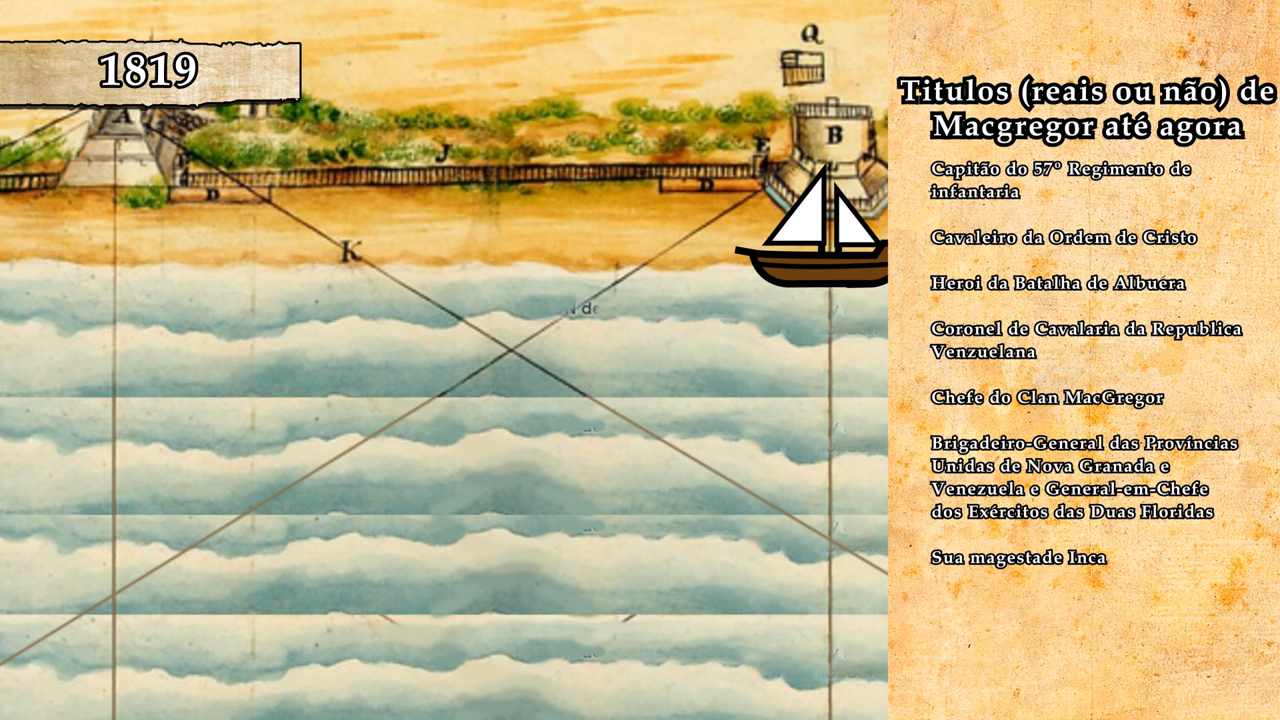 1819
Q
A
B
J
E
D
D
K
de
Titulos (reais ou não) de
Macgregor até agora
Capitão do 57º Regimento de
infantaria
Cavaleiro da Ordem de Cristo
Heroi da Batalha de Albuera
Coronel de Cavalaria da Republica
Venzuelana
Chefe do Clan MacGregor
Brigadeiro-General das Províncias
Unidas de Nova Granada e
Venezuela e General-em-Chefe
dos Exércitos das Duas Floridas
Sua magestade Inca